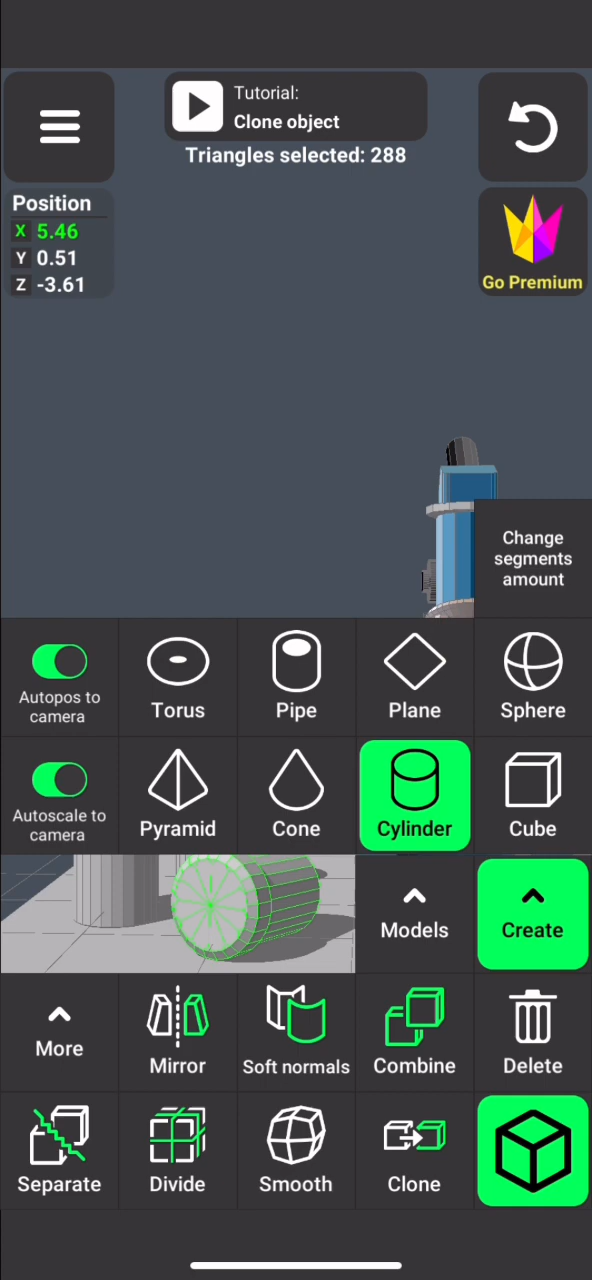 Tutorial:
Clone object
Triangles selected: 288
Position
X 5.46
Y 0.51
Z -3.61
Go Premium
Change
segments
amount
Autopos to
camera
Torus
Pipe
Plane
Sphere
Autoscale to
camera
Pyramid
Cone
Cylinder
Cube
Models
Create
More
Mirror
Soft normals
Combine
Delete
Separate
Divide
Smooth
Clone